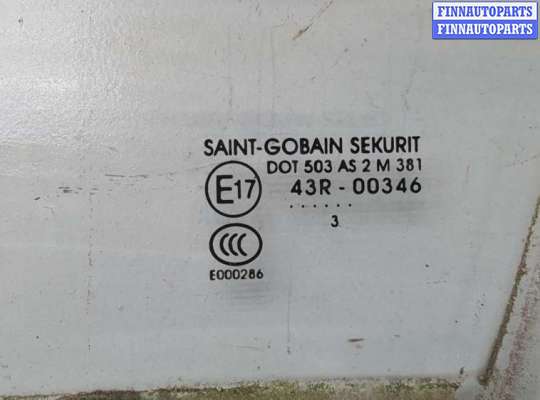 FINNAUTOPARTS
FINNAUTOPARTS
SAINT-GOBAIN SEKURIT
DOT 503 AS 2 M 381
E17 43R - 00346
......
3
CCC
E000286